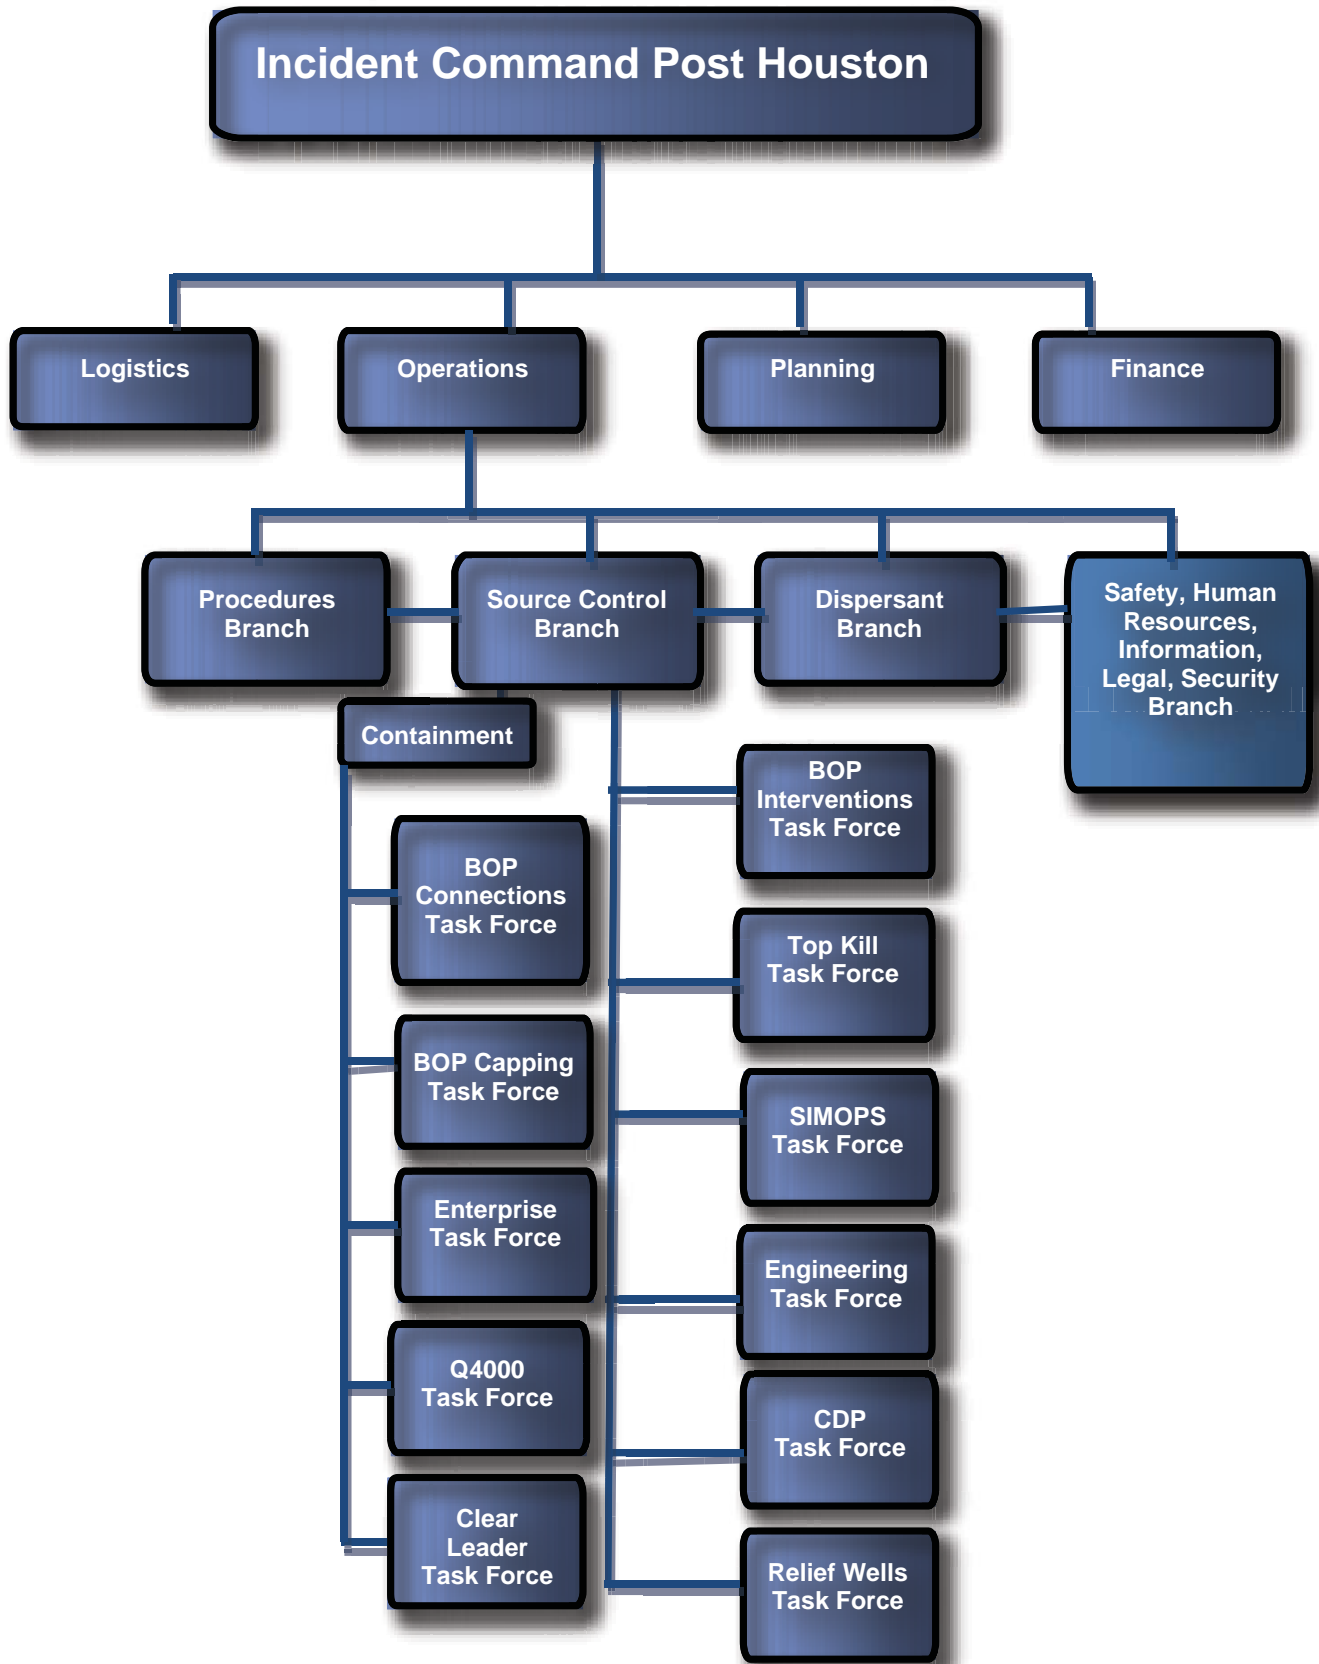 Incident Command Post Houston
Logistics
Operations
Planning
Finance
Procedures
Branch
Source Control
Branch
Dispersant
Branch
Safety, Human
Resources,
Information,
Legal, Security
Branch
Containment
BOP
Connections
Task Force
BOP Capping
Task Force
Enterprise
Task Force
Q4000
Task Force
Clear
Leader
Task Force
BOP
Interventions
Task Force
Top Kill
Task Force
SIMOPS
Task Force
Engineering
Task Force
CDP
Task Force
Relief Wells
Task Force